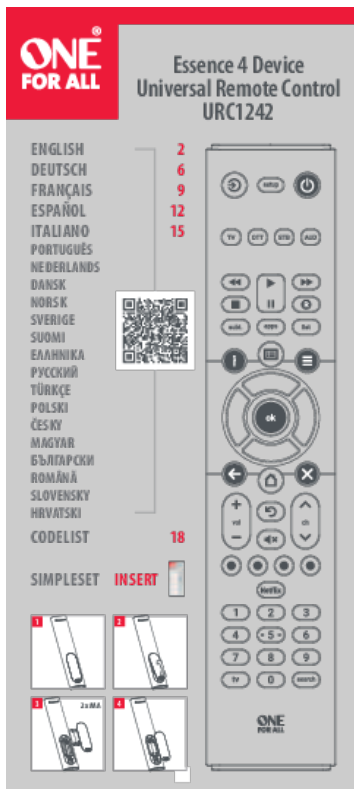 ONE
FOR ALL
Essence 4 Device
Universal Remote Control
URC1242
ENGLISH 2
DEUTSCH 6
FRANÇAIS 9
ESPAÑOL 12
ITALIANO 15
PORTUGUÊS
NEDERLANDS
DANSK
NORSK
SVERIGE
SUOMI
ΕΛΛΗΝΙΚΑ
РУССКИЙ
TÜRKÇE
POLSKI
ČESKY
MAGYAR
БЪЛГАРСКИ
ROMÂNĂ
SLOVENSKY
HRVATSKI
CODELIST 18
SIMPLESET INSERT
1
2
3
2x
4
setup
TV
DTT
STB
AUD
apps
i
ok
+
vol
-
ch
Netflix
1 2 3
4 5 6
7 8 9
tv 0 search
ONE
FOR ALL